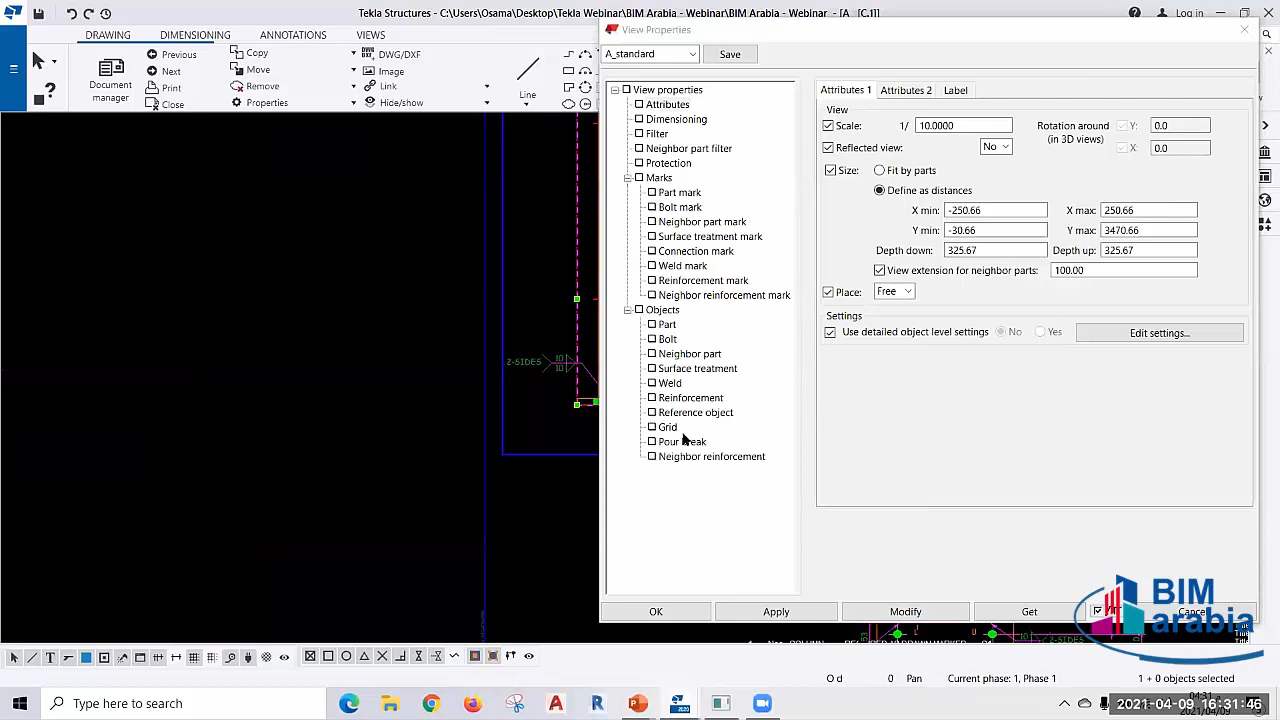 Tekla Structures - C:\Users\Osama\Desktop\Tekla Webinar\BIM Arabia - Webinar\BIM Arabia - Webinar - [A [C.1]]
Log in
View Properties
DRAWING DIMENSIONING ANNOTATIONS VIEWS
Document manager
Previous
Next
Print
Close
Copy
Move
Remove
Properties
DWG/DXF
Image
Link
Hide/show
Line
A_standard Save
View properties
Attributes
Dimensioning
Filter
Neighbor part filter
Protection
Marks
Part mark
Bolt mark
Neighbor part mark
Surface treatment mark
Connection mark
Weld mark
Reinforcement mark
Neighbor reinforcement mark
Objects
Part
Bolt
Neighbor part
Surface treatment
Weld
Reinforcement
Reference object
Grid
Pour break
Neighbor reinforcement
Attributes 1 Attributes 2 Label
View
Scale: 1/ 10.0000
Rotation around (in 3D views) Y: 0.0
X: 0.0
Reflected view: No
Size: Fit by parts
Define as distances
X min: -250.66 X max: 250.66
Y min: -30.66 Y max: 3470.66
Depth down: 325.67 Depth up: 325.67
View extension for neighbor parts: 100.00
Place: Free
Settings
Use detailed object level settings No Yes Edit settings...
2-SIDES 10
10
OK Apply Modify Get Cance
BIM
arabia
O d 0 Pan Current phase: 1, Phase 1 1 + 0 objects selected
Type here to search
04:31
2021-04-09 16:31:46